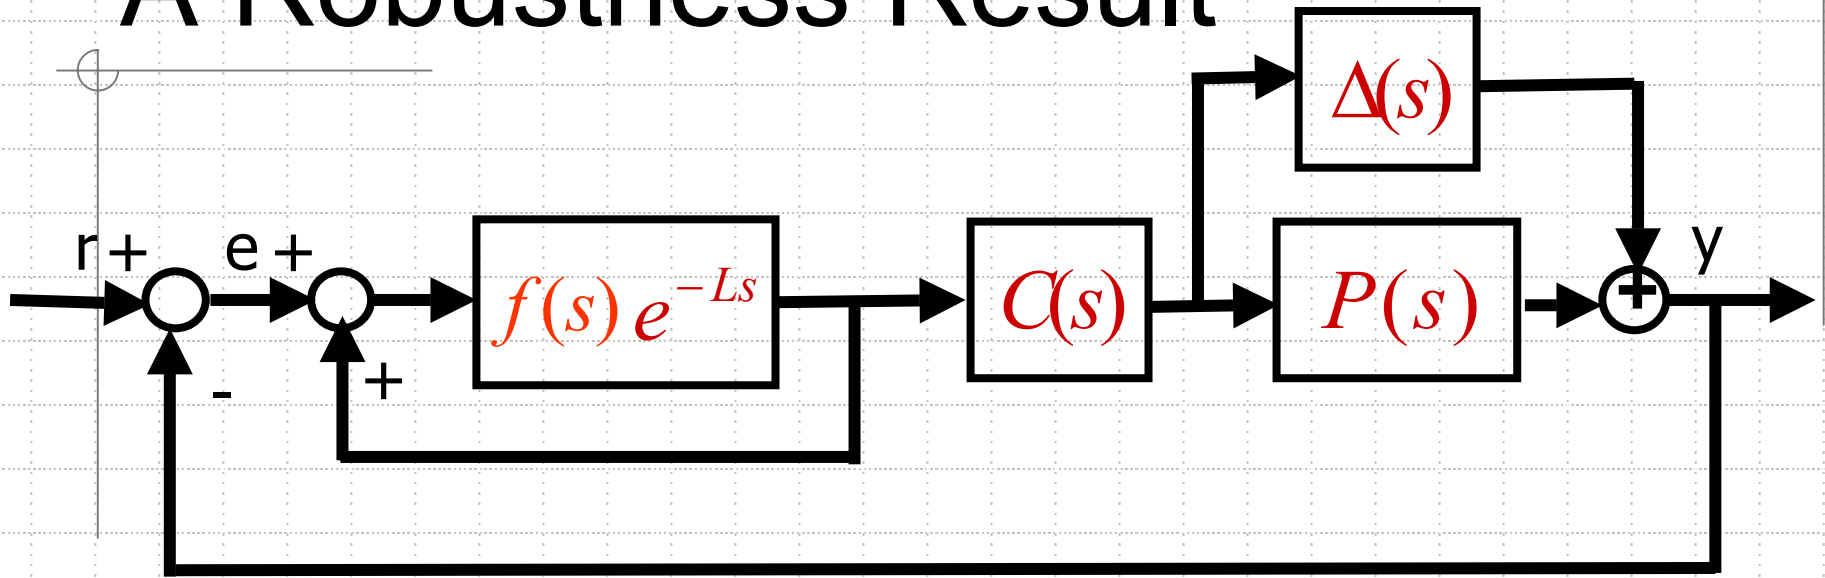 A Robustness Result
Δ(s)
r + e +
f(s)e^{-Ls} C(s) P(s) + y
- +